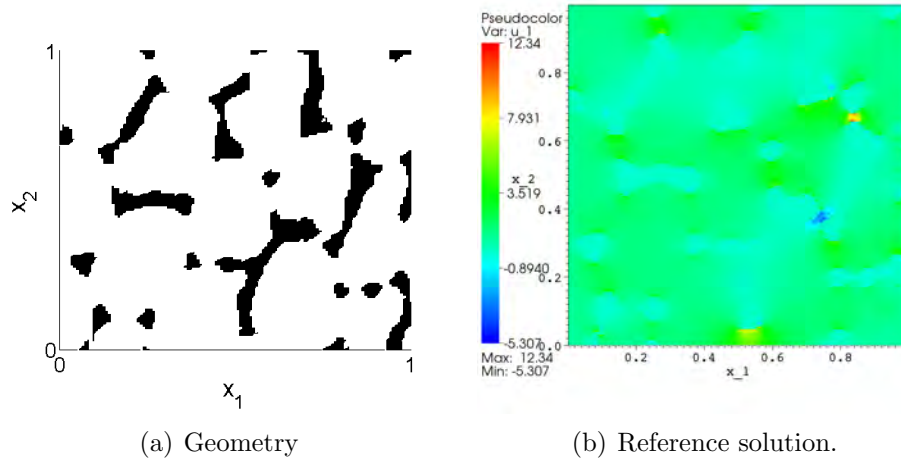 1
x_2
0
0
1
x_1
(a) Geometry
Pseudocolor
Var: u_1
12.34
7.931
3.519
-0.8940
-5.307
Max: 12.34
Min: -5.307
x_2
0.8
0.6
0.4
0.2
0.0
0.2
0.4
0.6
0.8
x_1
(b) Reference solution.